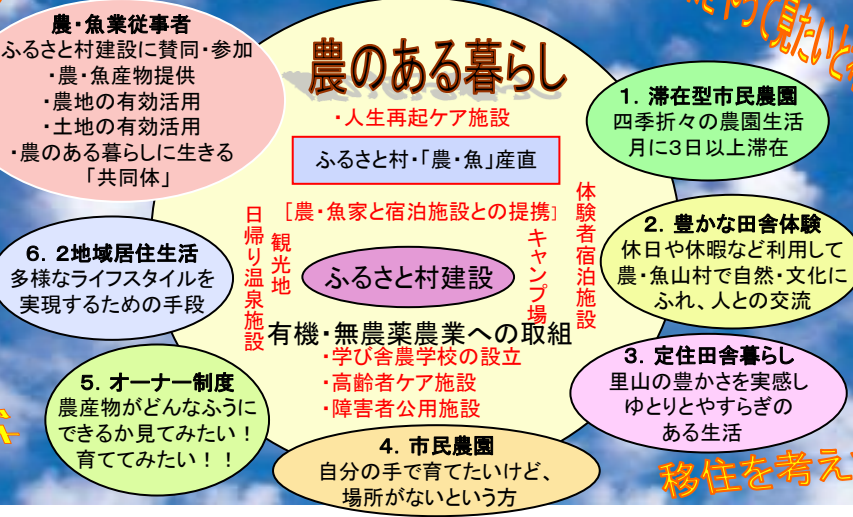 農・魚業従事者
ふるさと村建設に賛同・参加
・農・魚産物提供
・農地の有効活用
・土地の有効活用
・農のある暮らしに生きる
「共同体」
農のある暮らし
・人生再起ケア施設
ふるさと村・「農・魚」産直
[農・魚家と宿泊施設との提携]
日帰り温泉施設
観光地
ふるさと村建設
キャンプ場
体験者宿泊施設
有機・無農薬農業への取組
・学び舎農学校の設立
・高齢者ケア施設
・障害者公用施設
1. 滞在型市民農園
四季折々の農園生活
月に3日以上滞在
2. 豊かな田舎体験
休日や休暇など利用して
農・魚山村で自然・文化に
ふれ、人との交流
3. 定住田舎暮らし
里山の豊かさを実感し
ゆとりとやすらぎの
ある生活
4. 市民農園
自分の手で育てたいけど、
場所がないという方
5. オーナー制度
農産物がどんなふうに
できるか見てみたい!
育ててみたい!!
6. 2地域居住生活
多様なライフスタイルを
実現するための手段
やって見たいと
移住を考え